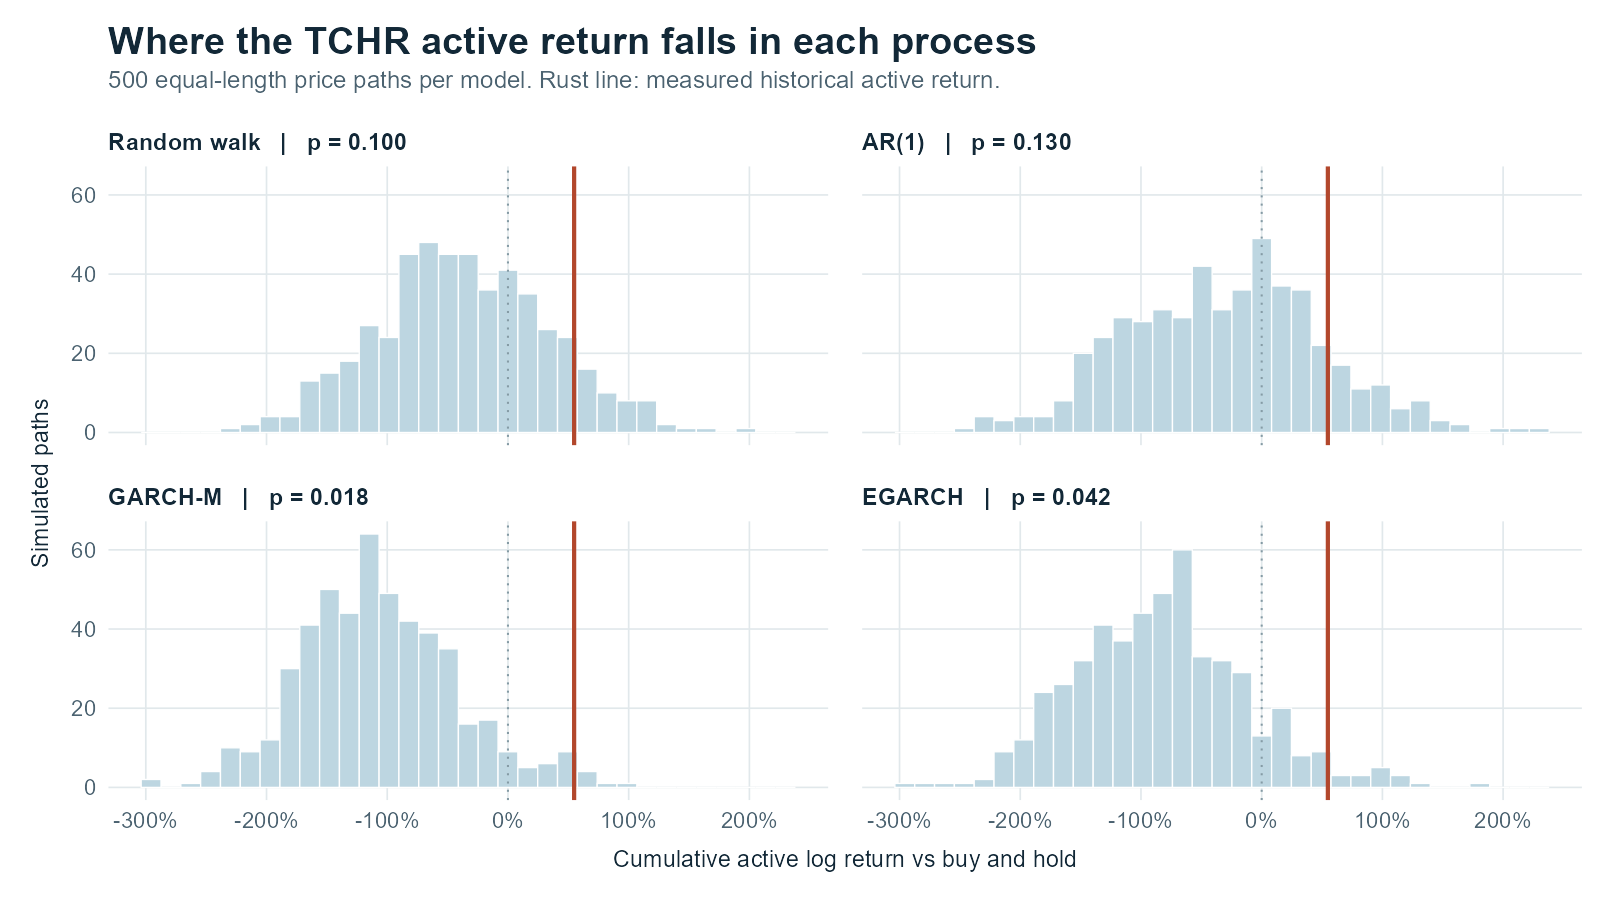 Where the TCHR active return falls in each process
500 equal-length price paths per model. Rust line: measured historical active return.
Random walk | p = 0.100
AR(1) | p = 0.130
60
40
20
0
GARCH-M | p = 0.018
EGARCH | p = 0.042
60
40
20
0
Simulated paths
-300% -200% -100% 0% 100% 200%
-300% -200% -100% 0% 100% 200%
Cumulative active log return vs buy and hold